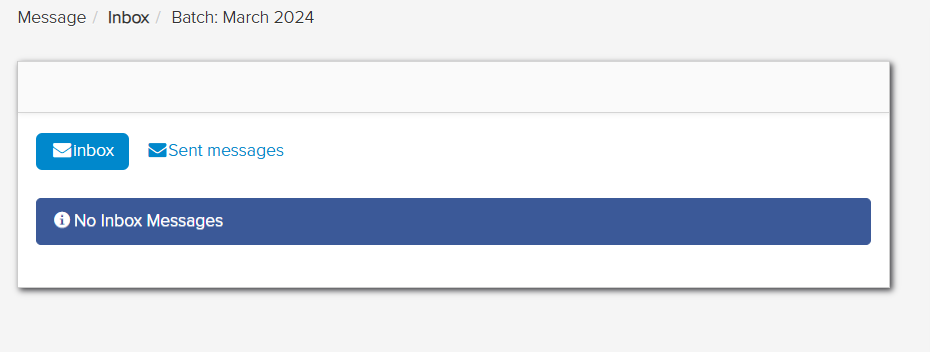 Message / Inbox / Batch: March 2024
Inbox Sent messages
No Inbox Messages